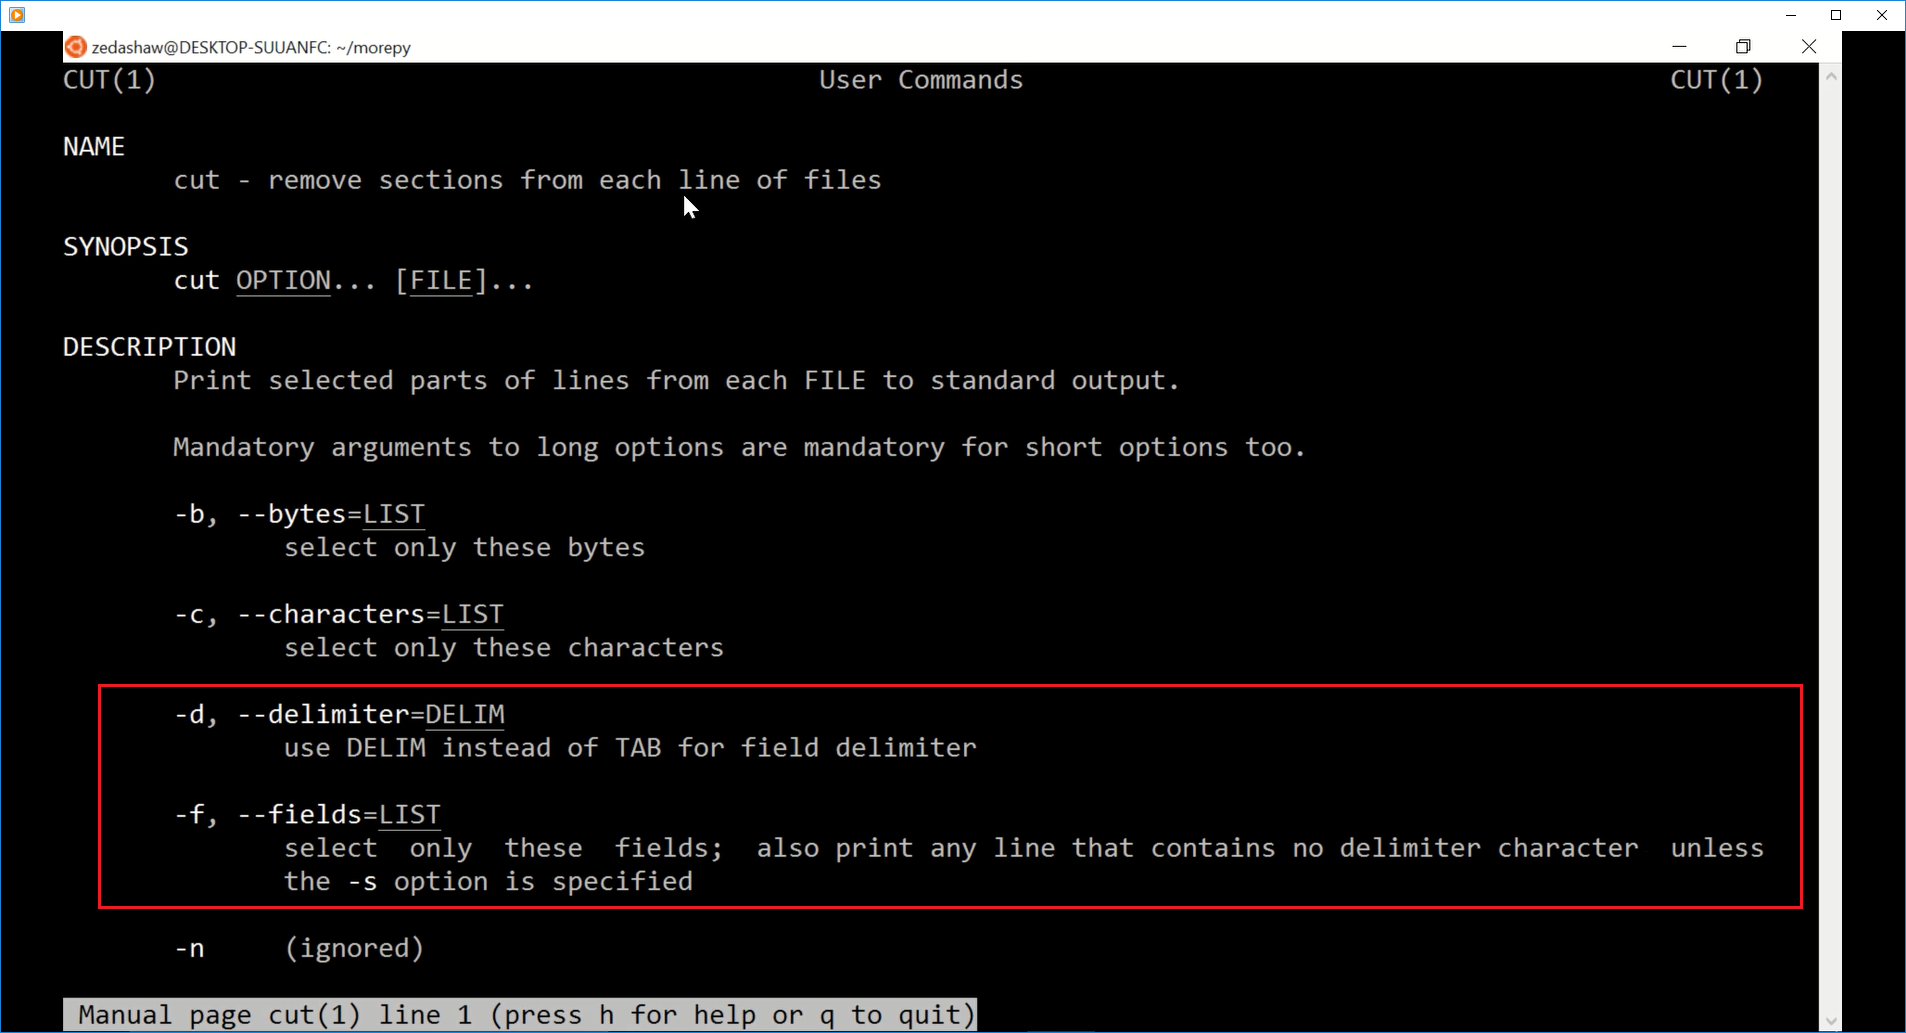 zedashaw@DESKTOP-SUUANFC: ~/morepy
CUT(1) User Commands CUT(1)
NAME
cut - remove sections from each line of files
SYNOPSIS
cut OPTION... [FILE]...
DESCRIPTION
Print selected parts of lines from each FILE to standard output.
Mandatory arguments to long options are mandatory for short options too.
-b, --bytes=LIST
select only these bytes
-c, --characters=LIST
select only these characters
-d, --delimiter=DELIM
use DELIM instead of TAB for field delimiter
-f, --fields=LIST
select only these fields; also print any line that contains no delimiter character unless
the -s option is specified
-n (ignored)
Manual page cut(1) line 1 (press h for help or q to quit)